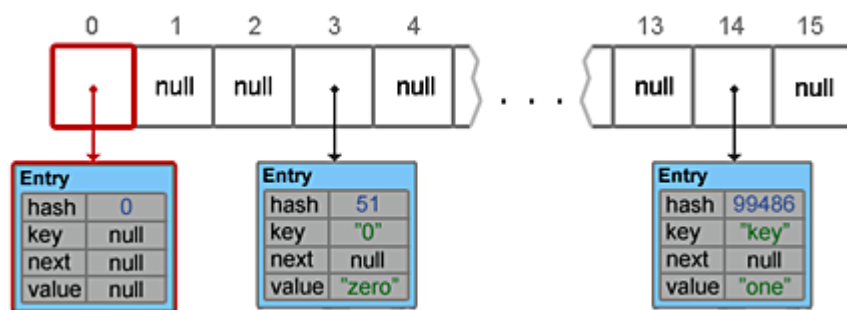 0 1 2 3 4 13 14 15
null null null . . . null null
Entry
hash 0
key null
next null
value null
Entry
hash 51
key "0"
next null
value "zero"
Entry
hash 99486
key "key"
next null
value "one"